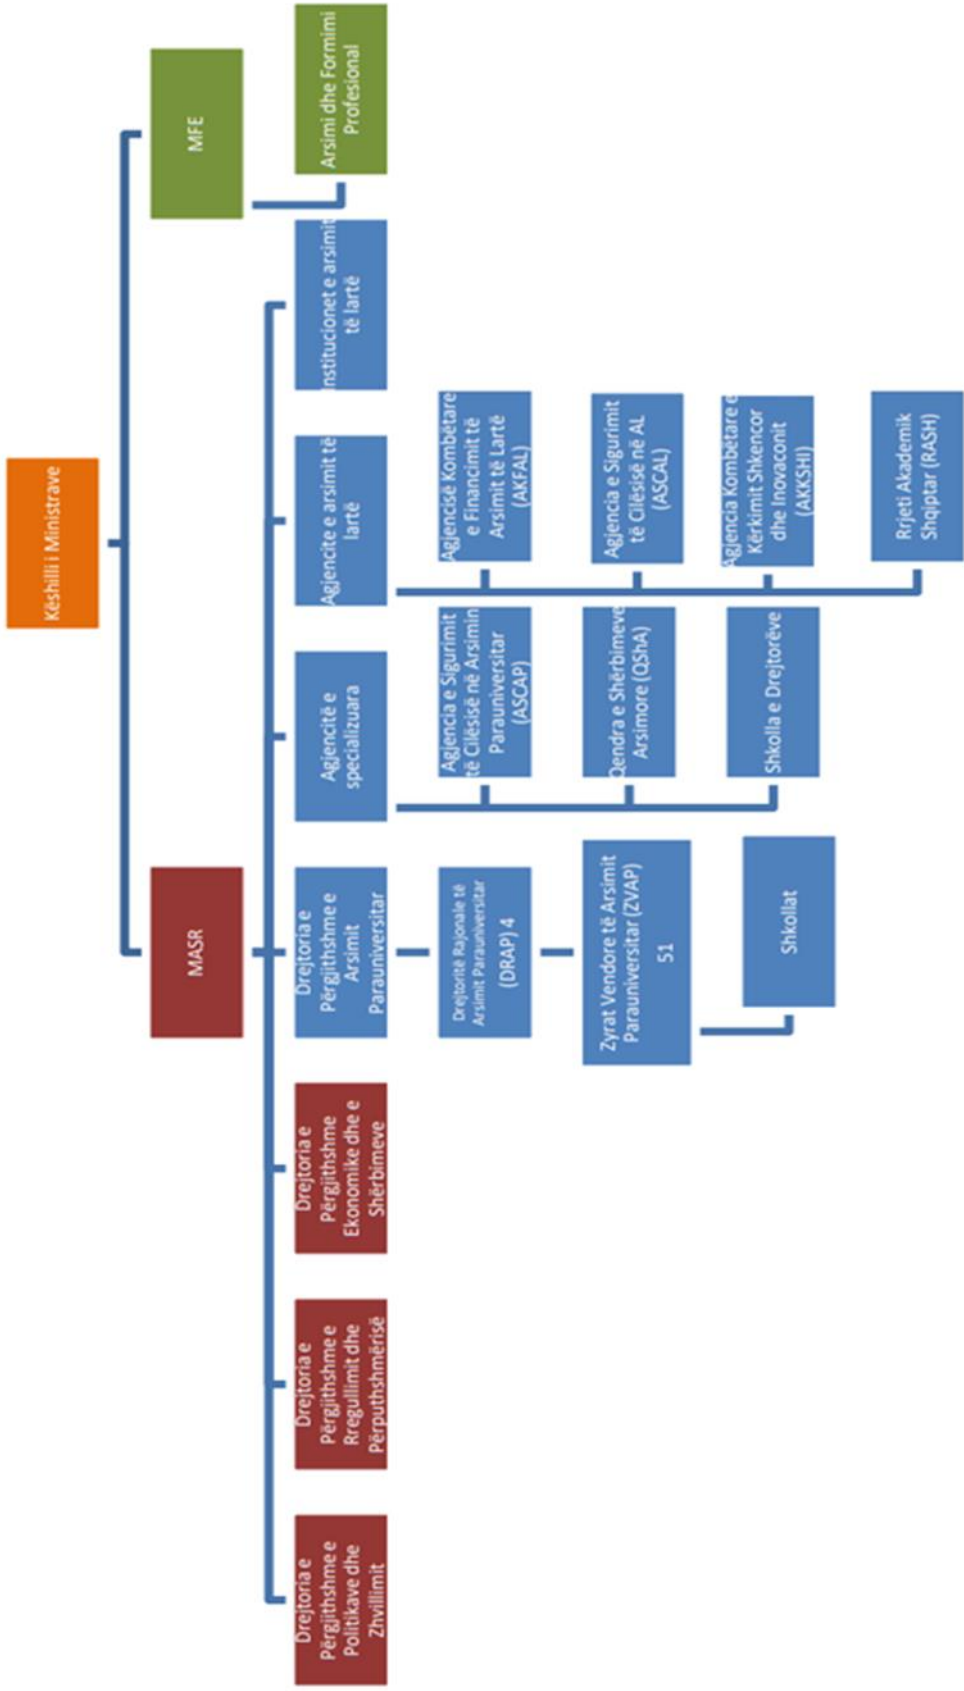 Këshilli i Ministrave
MASR
MFE
Drejtoria e
Përgjithshme e
Politikave dhe
Zhvillimit
Drejtoria e
Përgjithshme e
Rregullimit dhe
Përputhshmërisë
Drejtoria e
Përgjithshme
Ekonomike dhe e
Shërbimeve
Drejtoria e
Përgjithshme e
Arsimit
Parauniversitar
Agjencitë e
specializuara
Agjencite e arsimit të
lartë
Institucionet e arsimit
të lartë
Arsimi dhe Formimi
Profesional
Drejtoritë Rajonale të
Arsimit Parauniversitar
(DRAP) 4
Zyrat Vendore të Arsimit
Parauniversitar (ZVAP)
51
Shkollat
Agjencia e Sigurimit
të Cilësisë në Arsimin
Parauniversitar
(ASCAP)
Qendra e Shërbimeve
Arsimore (QShA)
Shkolla e Drejtorëve
Agjencisë Kombëtare
e Financimit të
Arsimit të Lartë
(AKFAL)
Agjencia e Sigurimit
të Cilësisë në AL
(ASCAL)
Agjencia Kombëtare e
Kërkimit Shkencor
dhe Inovaconit
(AKKSHI)
Rrjeti Akademik
Shqiptar (RASH)